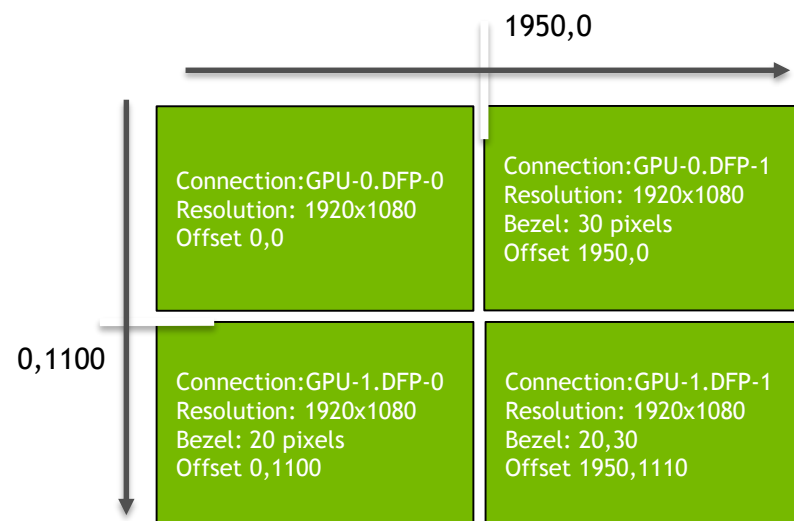 1950,0
Connection:GPU-0.DFP-0
Resolution: 1920x1080
Offset 0,0
Connection:GPU-0.DFP-1
Resolution: 1920x1080
Bezel: 30 pixels
Offset 1950,0
0,1100
Connection:GPU-1.DFP-0
Resolution: 1920x1080
Bezel: 20 pixels
Offset 0,1100
Connection:GPU-1.DFP-1
Resolution: 1920x1080
Bezel: 20,30
Offset 1950,1110